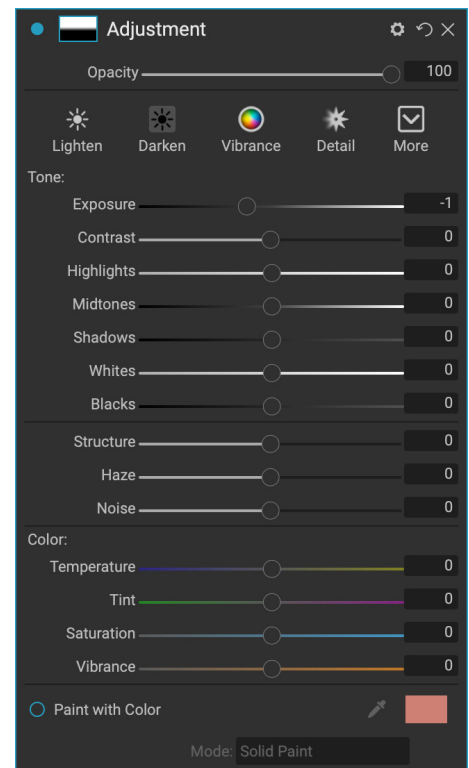 Adjustment
Opacity 100
Lighten Darken Vibrance Detail More
Tone:
Exposure -1
Contrast 0
Highlights 0
Midtones 0
Shadows 0
Whites 0
Blacks 0
Structure 0
Haze 0
Noise 0
Color:
Temperature 0
Tint 0
Saturation 0
Vibrance 0
Paint with Color
Mode: Solid Paint